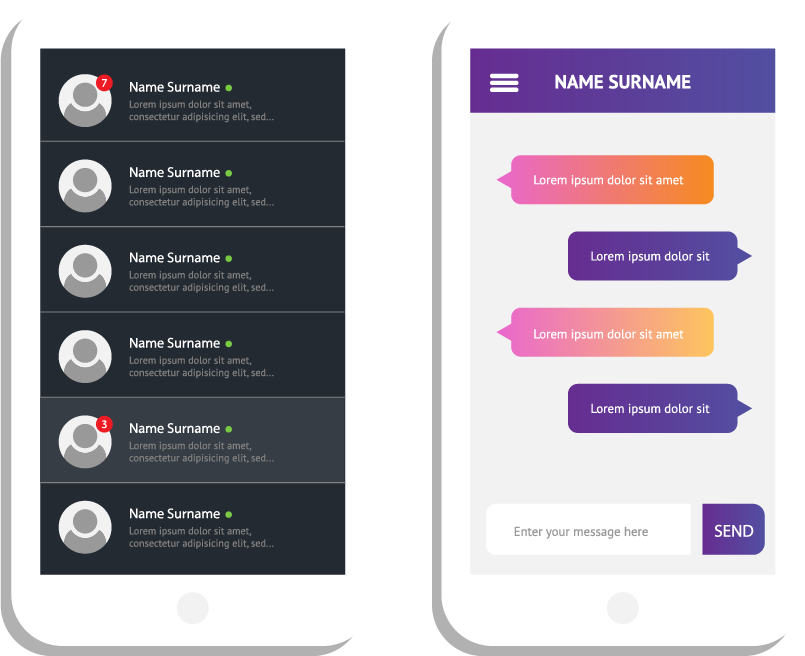 7
Name Surname
Lorem ipsum dolor sit amet,
consectetur adipisicing elit, sed...
Name Surname
Lorem ipsum dolor sit amet,
consectetur adipisicing elit, sed...
Name Surname
Lorem ipsum dolor sit amet,
consectetur adipisicing elit, sed...
Name Surname
Lorem ipsum dolor sit amet,
consectetur adipisicing elit, sed...
3
Name Surname
Lorem ipsum dolor sit amet,
consectetur adipisicing elit, sed...
Name Surname
Lorem ipsum dolor sit amet,
consectetur adipisicing elit, sed...
NAME SURNAME
Lorem ipsum dolor sit amet
Lorem ipsum dolor sit
Lorem ipsum dolor sit amet
Lorem ipsum dolor sit
Enter your message here
SEND